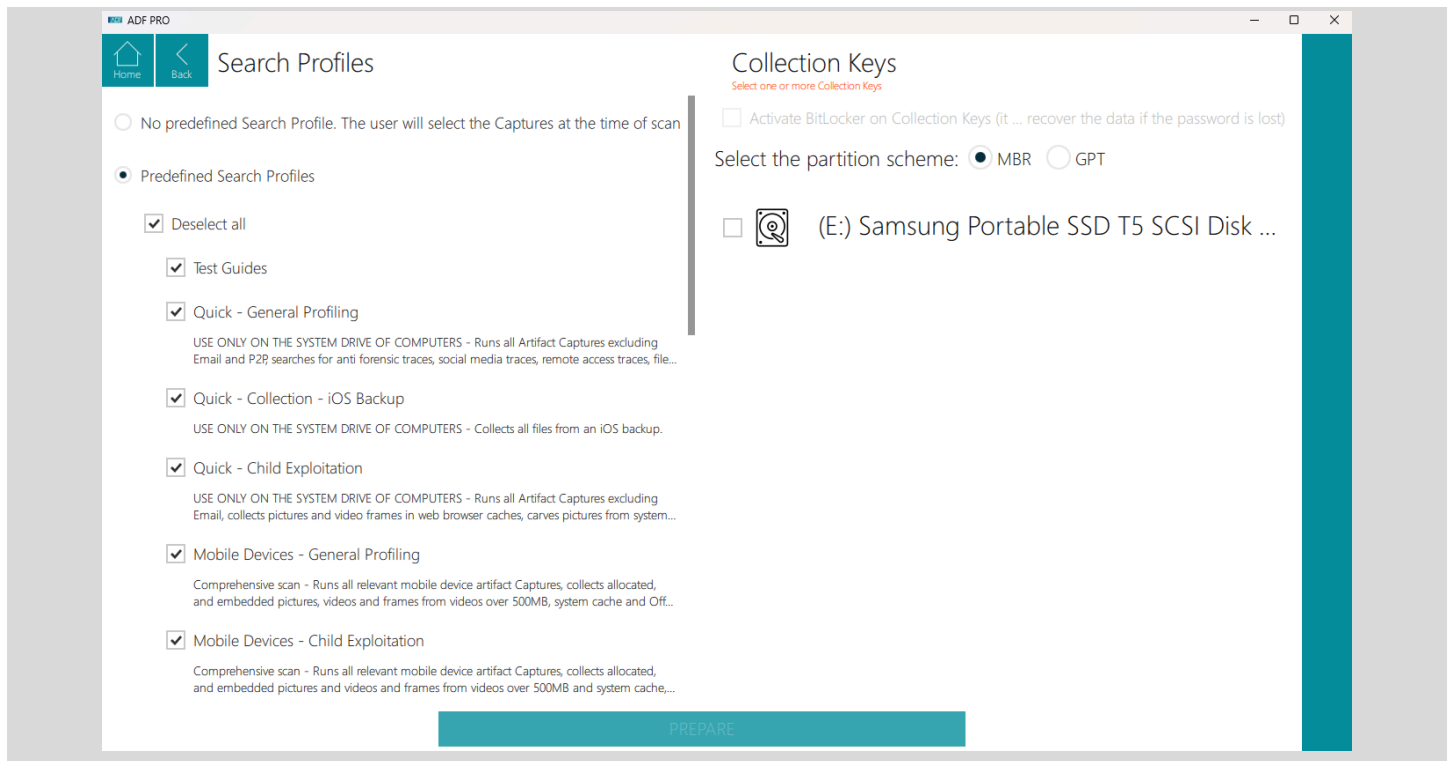 ADF PRO
Home
Back
Search Profiles
No predefined Search Profile. The user will select the Captures at the time of scan
Predefined Search Profiles
Deselect all
Test Guides
Quick - General Profiling
USE ONLY ON THE SYSTEM DRIVE OF COMPUTERS - Runs all Artifact Captures excluding
Email and P2P, searches for anti forensic traces, social media traces, remote access traces, file...
Quick - Collection - iOS Backup
USE ONLY ON THE SYSTEM DRIVE OF COMPUTERS - Collects all files from an iOS backup.
Quick - Child Exploitation
USE ONLY ON THE SYSTEM DRIVE OF COMPUTERS - Runs all Artifact Captures excluding
Email, collects pictures and video frames in web browser caches, carves pictures from system...
Mobile Devices - General Profiling
Comprehensive scan - Runs all relevant mobile device artifact Captures, collects allocated,
and embedded pictures, videos and frames from videos over 500MB, system cache and Off...
Mobile Devices - Child Exploitation
Comprehensive scan - Runs all relevant mobile device artifact Captures, collects allocated,
and embedded pictures and videos and frames from videos over 500MB and system cache,...
Collection Keys
Select one or more Collection Keys
Activate BitLocker on Collection Keys (it ... recover the data if the password is lost)
Select the partition scheme: MBR GPT
(E:) Samsung Portable SSD T5 SCSI Disk ...
PREPARE